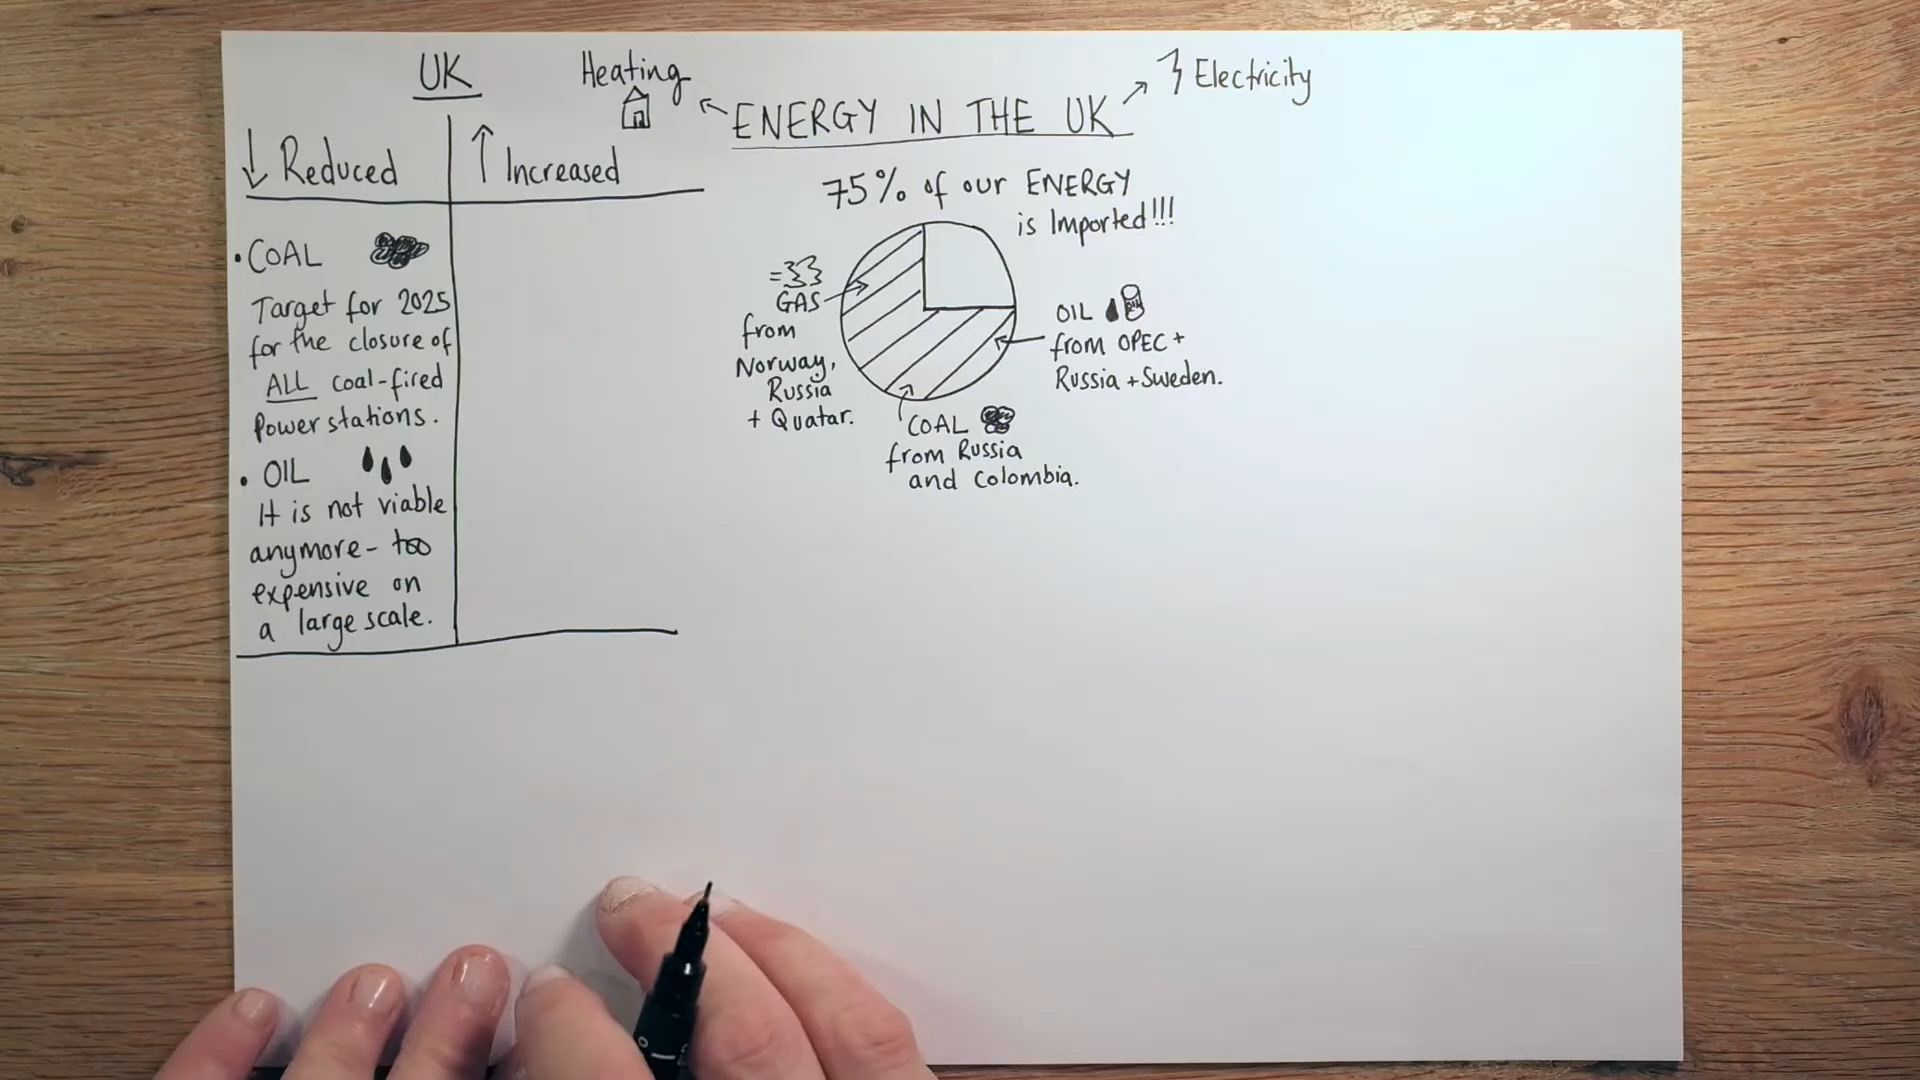 UK
↓ Reduced
↑ Increased
• COAL
Target for 2025
for the closure of
ALL coal-fired
Power stations.
• OIL
It is not viable
anymore - too
expensive on
a large scale.
Heating
ENERGY IN THE UK
Electricity
75% of our ENERGY
is Imported!!!
GAS
from
Norway,
Russia
+ Quatar.
COAL
from Russia
and Colombia.
OIL
OIL
from OPEC +
Russia + Sweden.